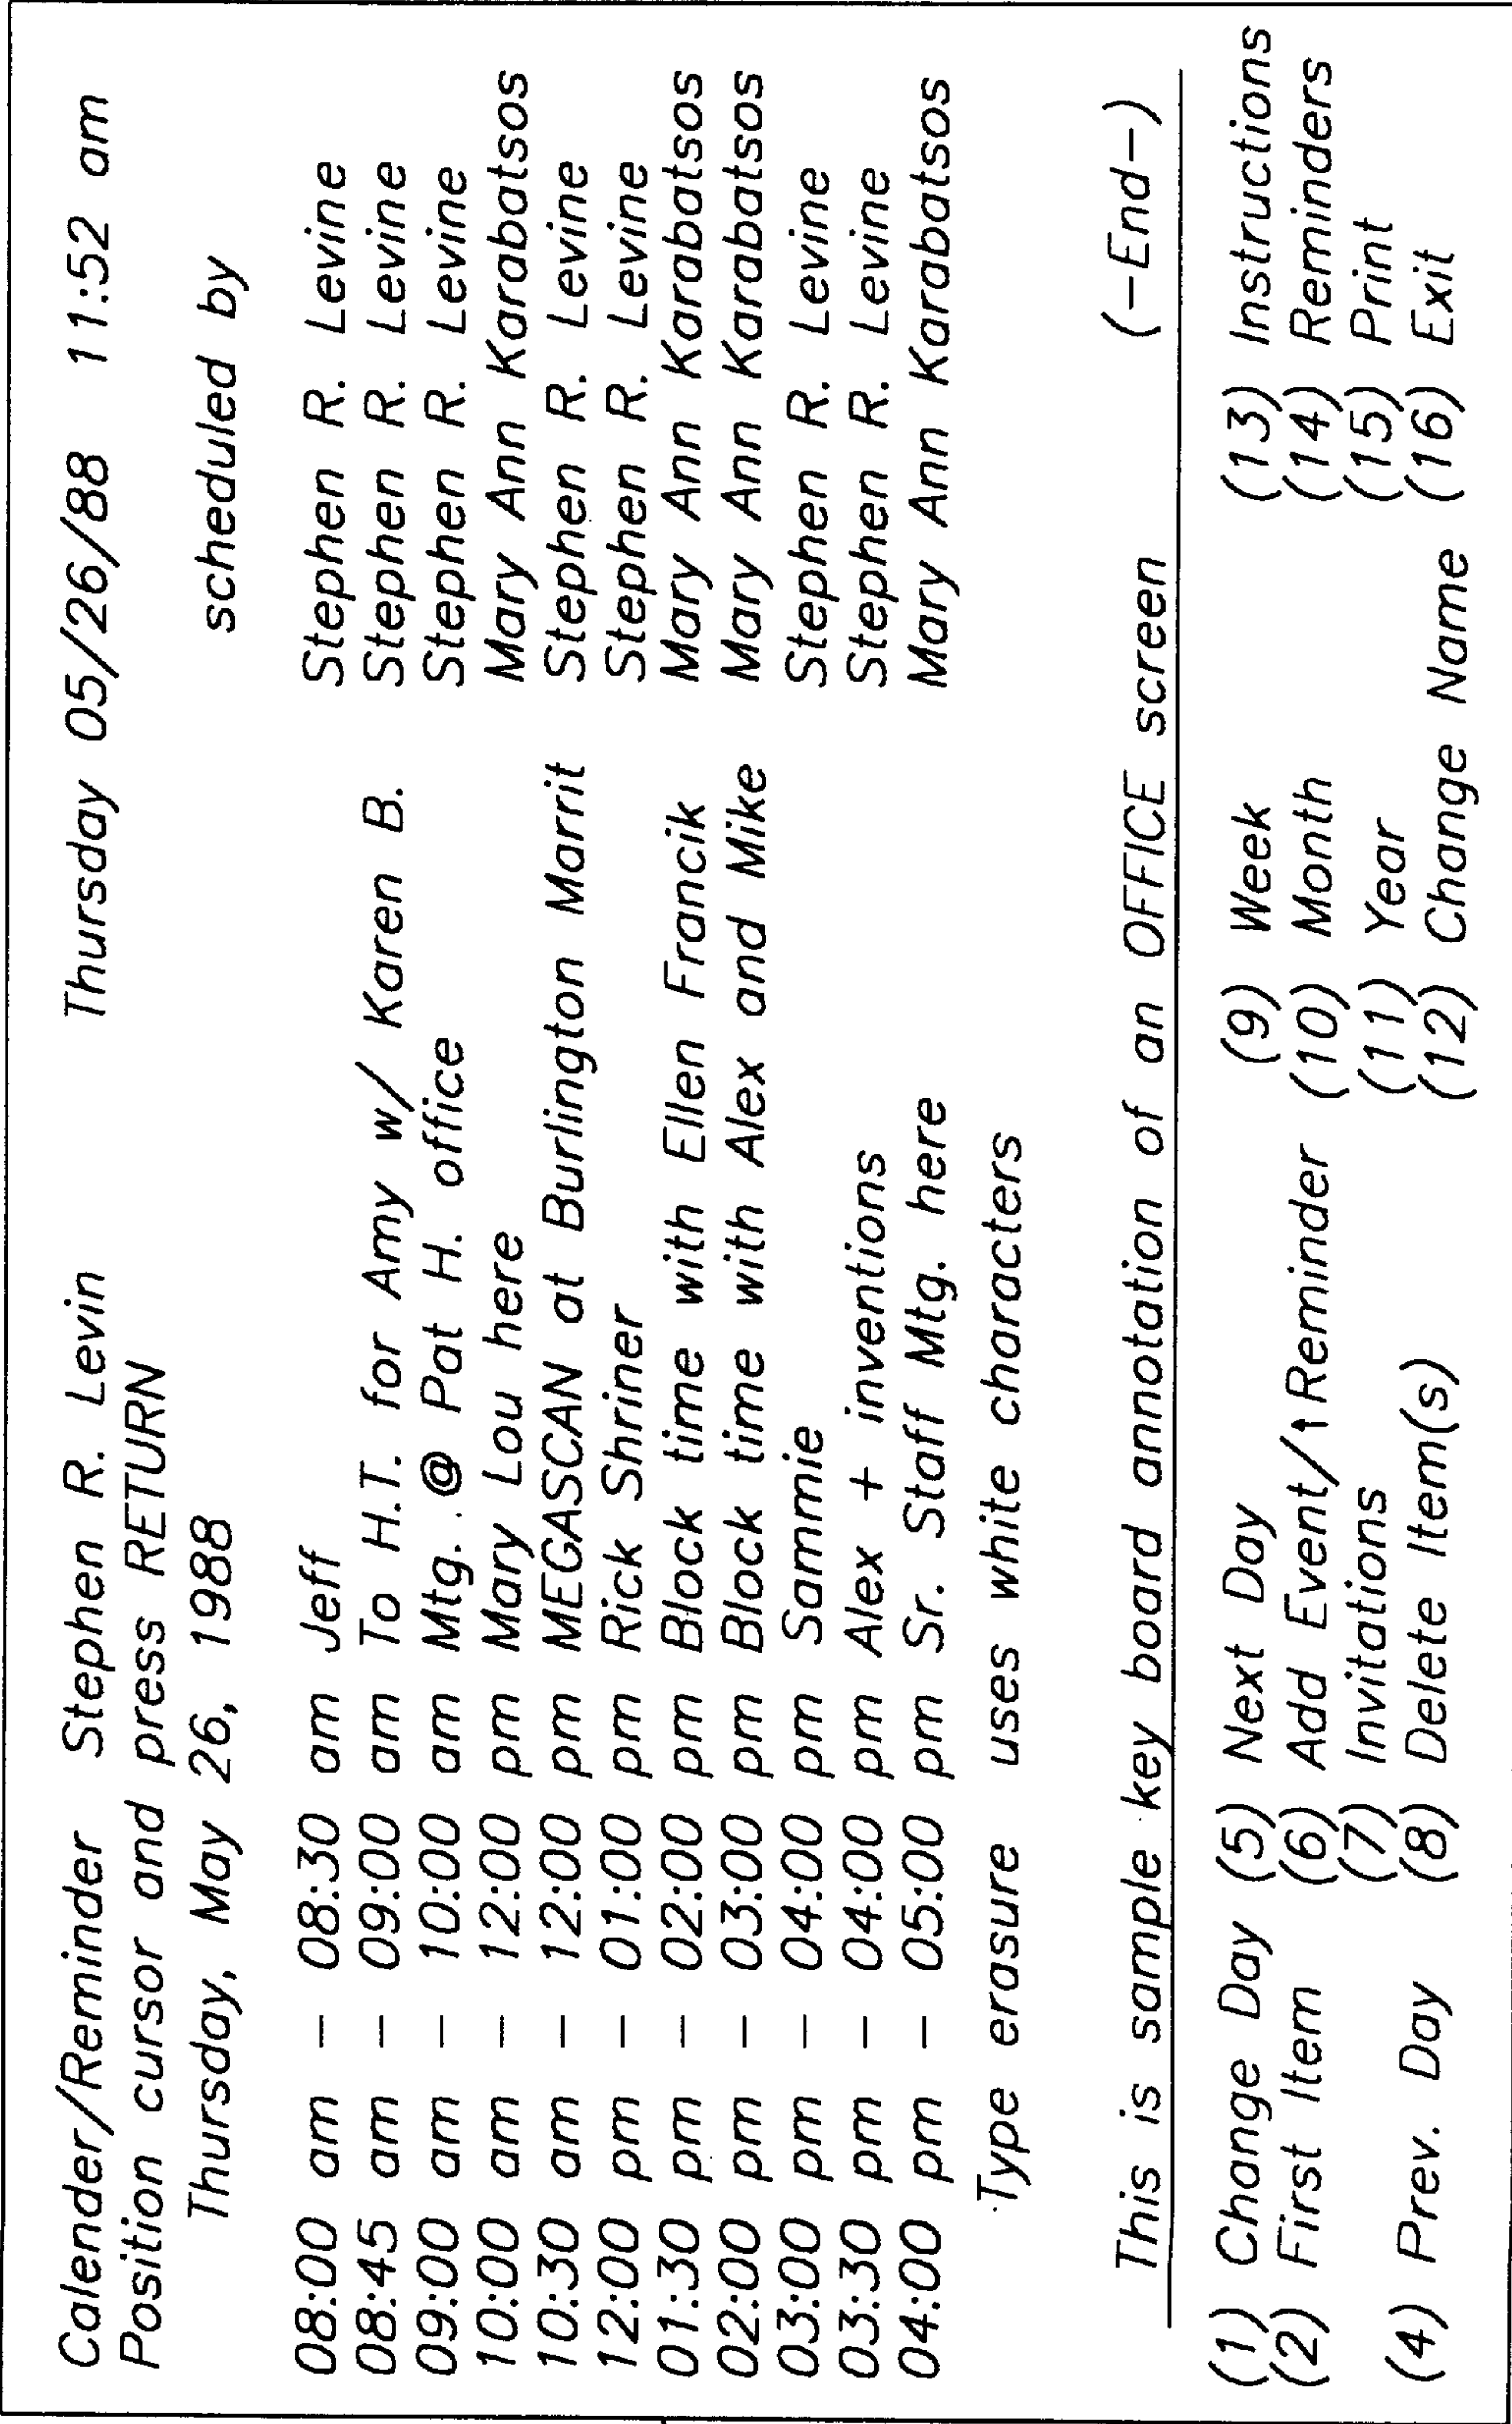 Calender/Reminder Stephen R. Levin Thursday 05/26/88 11:52 am
Position cursor and press RETURN
Thursday, May 26, 1988 scheduled by
08:00 am – 08:30 am Jeff Stephen R. Levine
08:45 am – 09:00 am To H.T. for Amy w/ Karen B. Stephen R. Levine
09:00 am – 10:00 am Mtg. @ Pat H. office Stephen R. Levine
10:00 am – 12:00 pm Mary Lou here Mary Ann Karabatsos
10:30 am – 12:00 pm MEGASCAN at Burlington Marrit Stephen R. Levine
12:00 pm – 01:00 pm Rick Shriner Stephen R. Levine
01:30 pm – 02:00 pm Block time with Ellen Francik Mary Ann Karabatsos
02:00 pm – 03:00 pm Block time with Alex and Mike Mary Ann Karabatsos
03:00 pm – 04:00 pm Sammie Stephen R. Levine
03:30 pm – 04:00 pm Alex + inventions Stephen R. Levine
04:00 pm – 05:00 pm Sr. Staff Mtg. here Mary Ann Karabatsos
Type erasure uses white characters
This is sample key board annotation of an OFFICE screen (–End–)
(1) Change Day (5) Next Day (9) Week (13) Instructions
(2) First Item (6) Add Event/↑Reminder (10) Month (14) Reminders
(7) Invitations (11) Year (15) Print
(4) Prev. Day (8) Delete Item(s) (12) Change Name (16) Exit